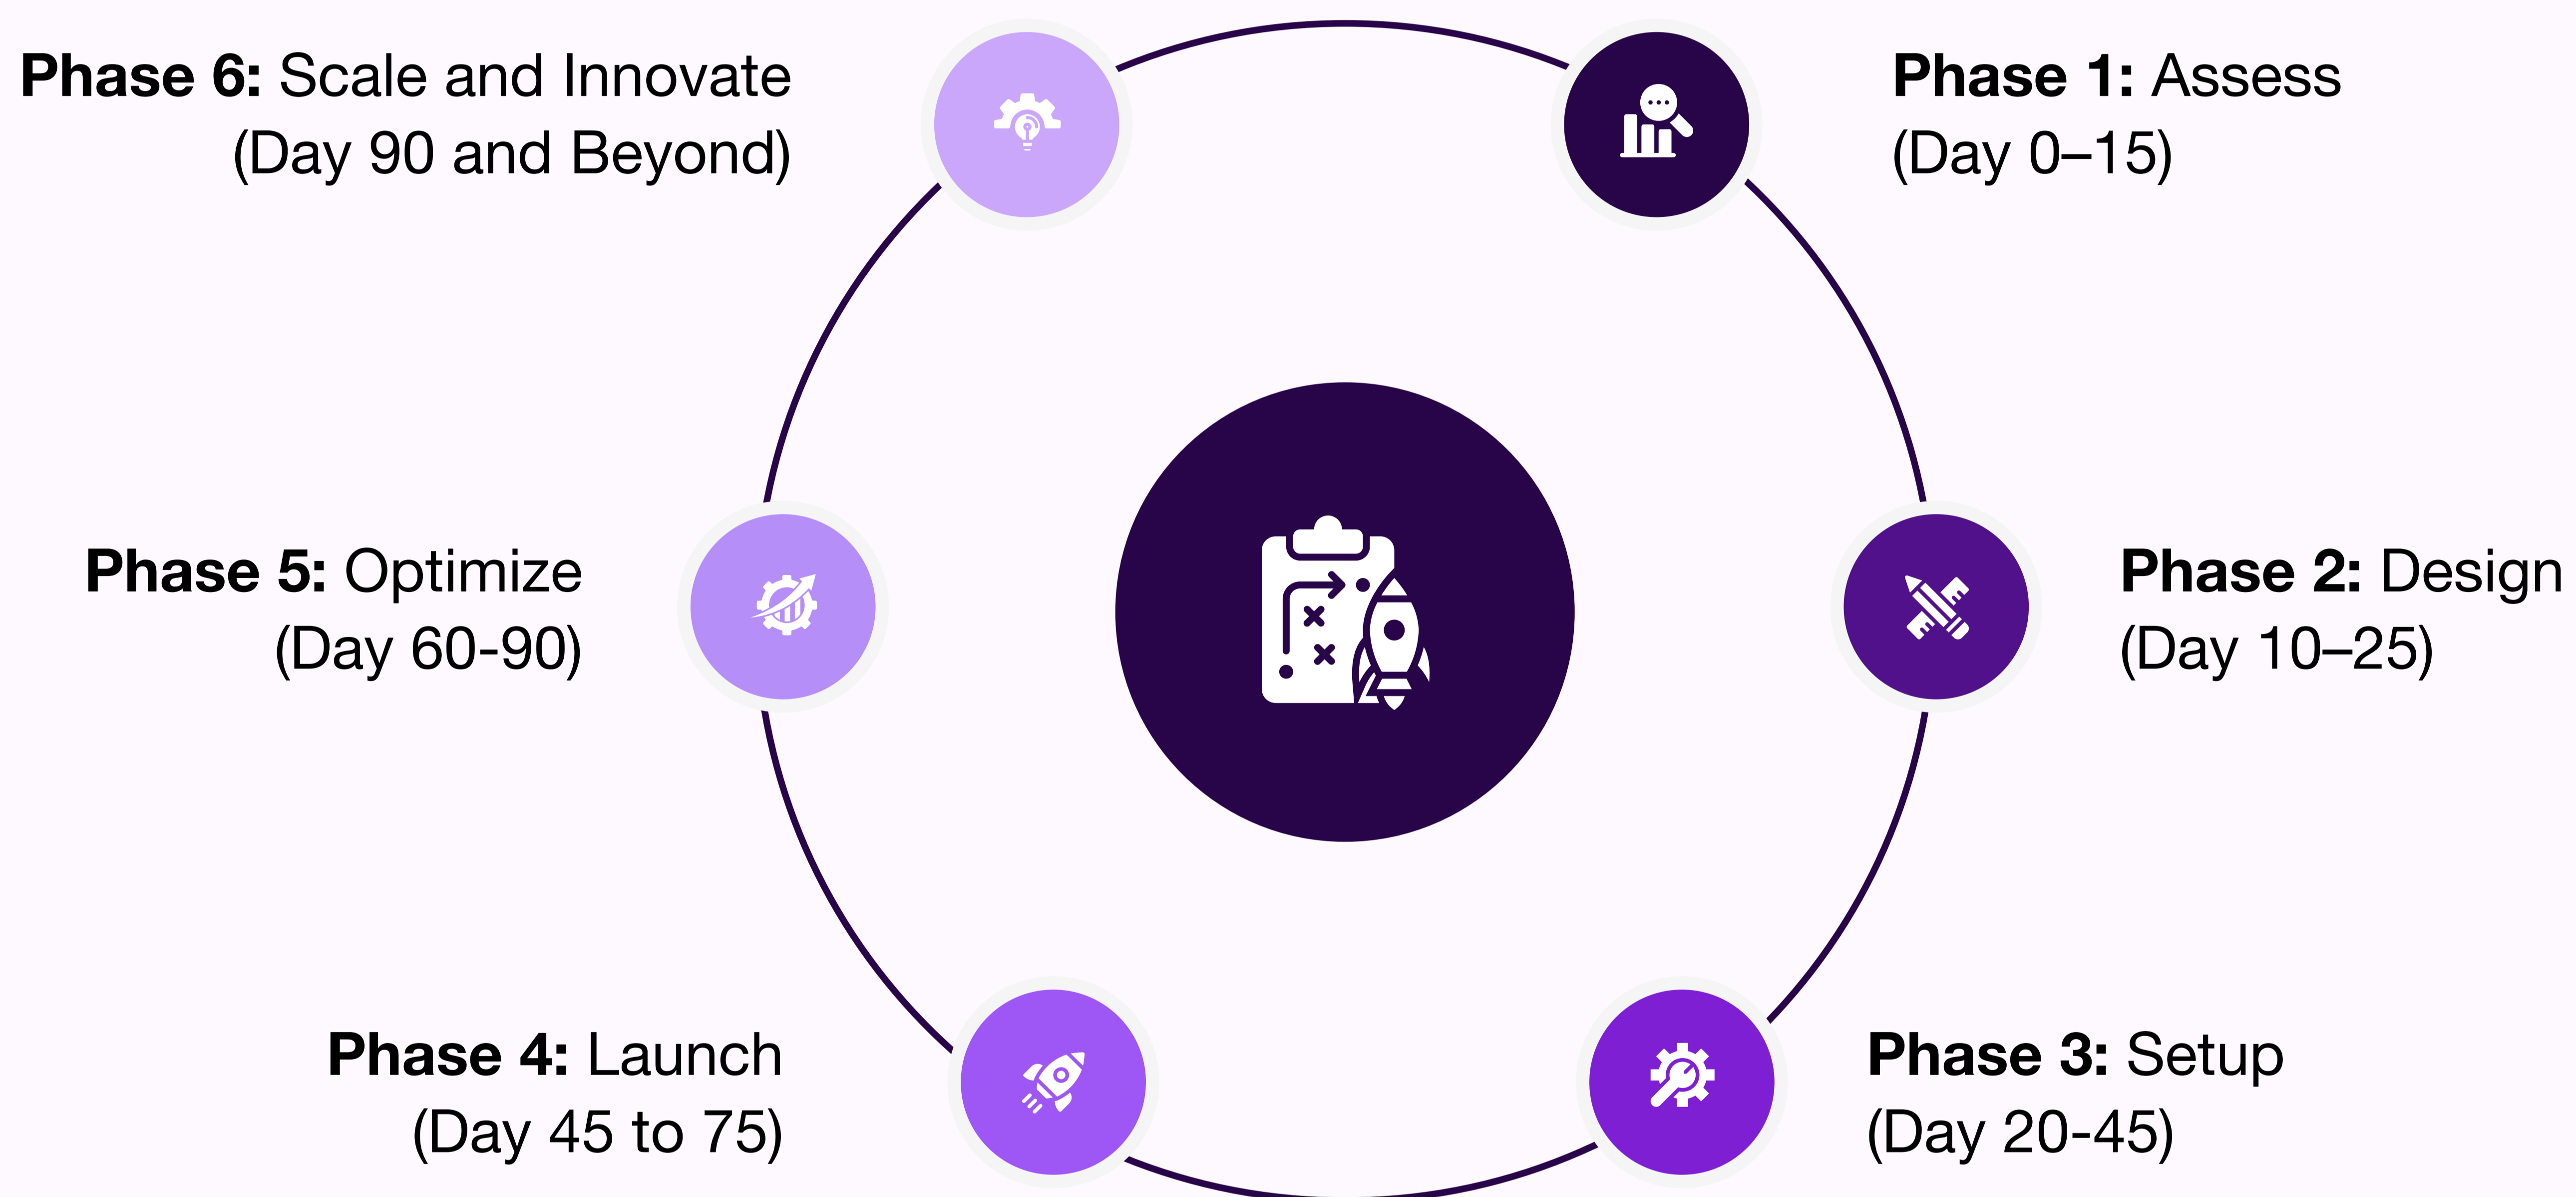 Phase 1: Assess
(Day 0–15)
Phase 2: Design
(Day 10–25)
Phase 3: Setup
(Day 20-45)
Phase 4: Launch
(Day 45 to 75)
Phase 5: Optimize
(Day 60-90)
Phase 6: Scale and Innovate
(Day 90 and Beyond)